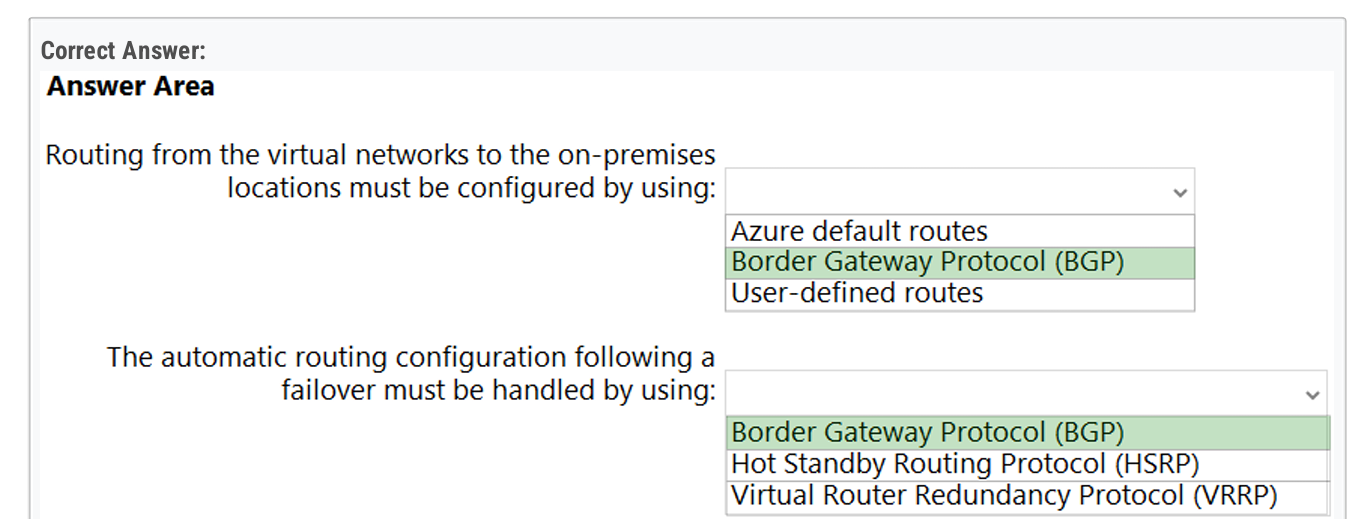 Correct Answer:
Answer Area
Routing from the virtual networks to the on-premises
locations must be configured by using:
Azure default routes
Border Gateway Protocol (BGP)
User-defined routes
The automatic routing configuration following a
failover must be handled by using:
Border Gateway Protocol (BGP)
Hot Standby Routing Protocol (HSRP)
Virtual Router Redundancy Protocol (VRRP)